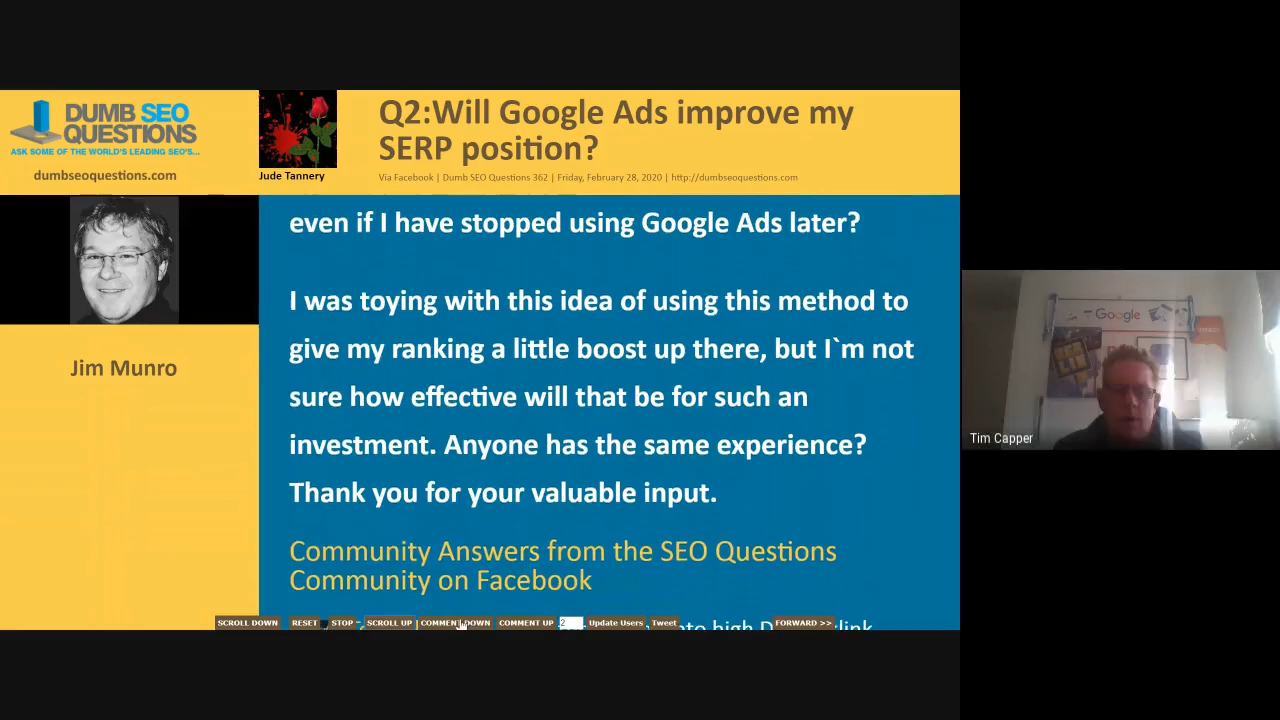 DUMB SEO
QUESTIONS
ASK SOME OF THE WORLD'S LEADING SEO'S...
dumbseoquestions.com
Jude Tannery
Q2:Will Google Ads improve my
SERP position?
Via Facebook | Dumb SEO Questions 362 | Friday, February 28, 2020 | http://dumbseoquestions.com
Jim Munro
even if I have stopped using Google Ads later?
I was toying with this idea of using this method to
give my ranking a little boost up there, but I`m not
sure how effective will that be for such an
investment. Anyone has the same experience?
Thank you for your valuable input.
Community Answers from the SEO Questions
Community on Facebook
SCROLL DOWN RESET STOP SCROLL UP COMMENT DOWN COMMENT UP 2 Update Users Tweet FORWARD >>
into high
Google
Tim Capper